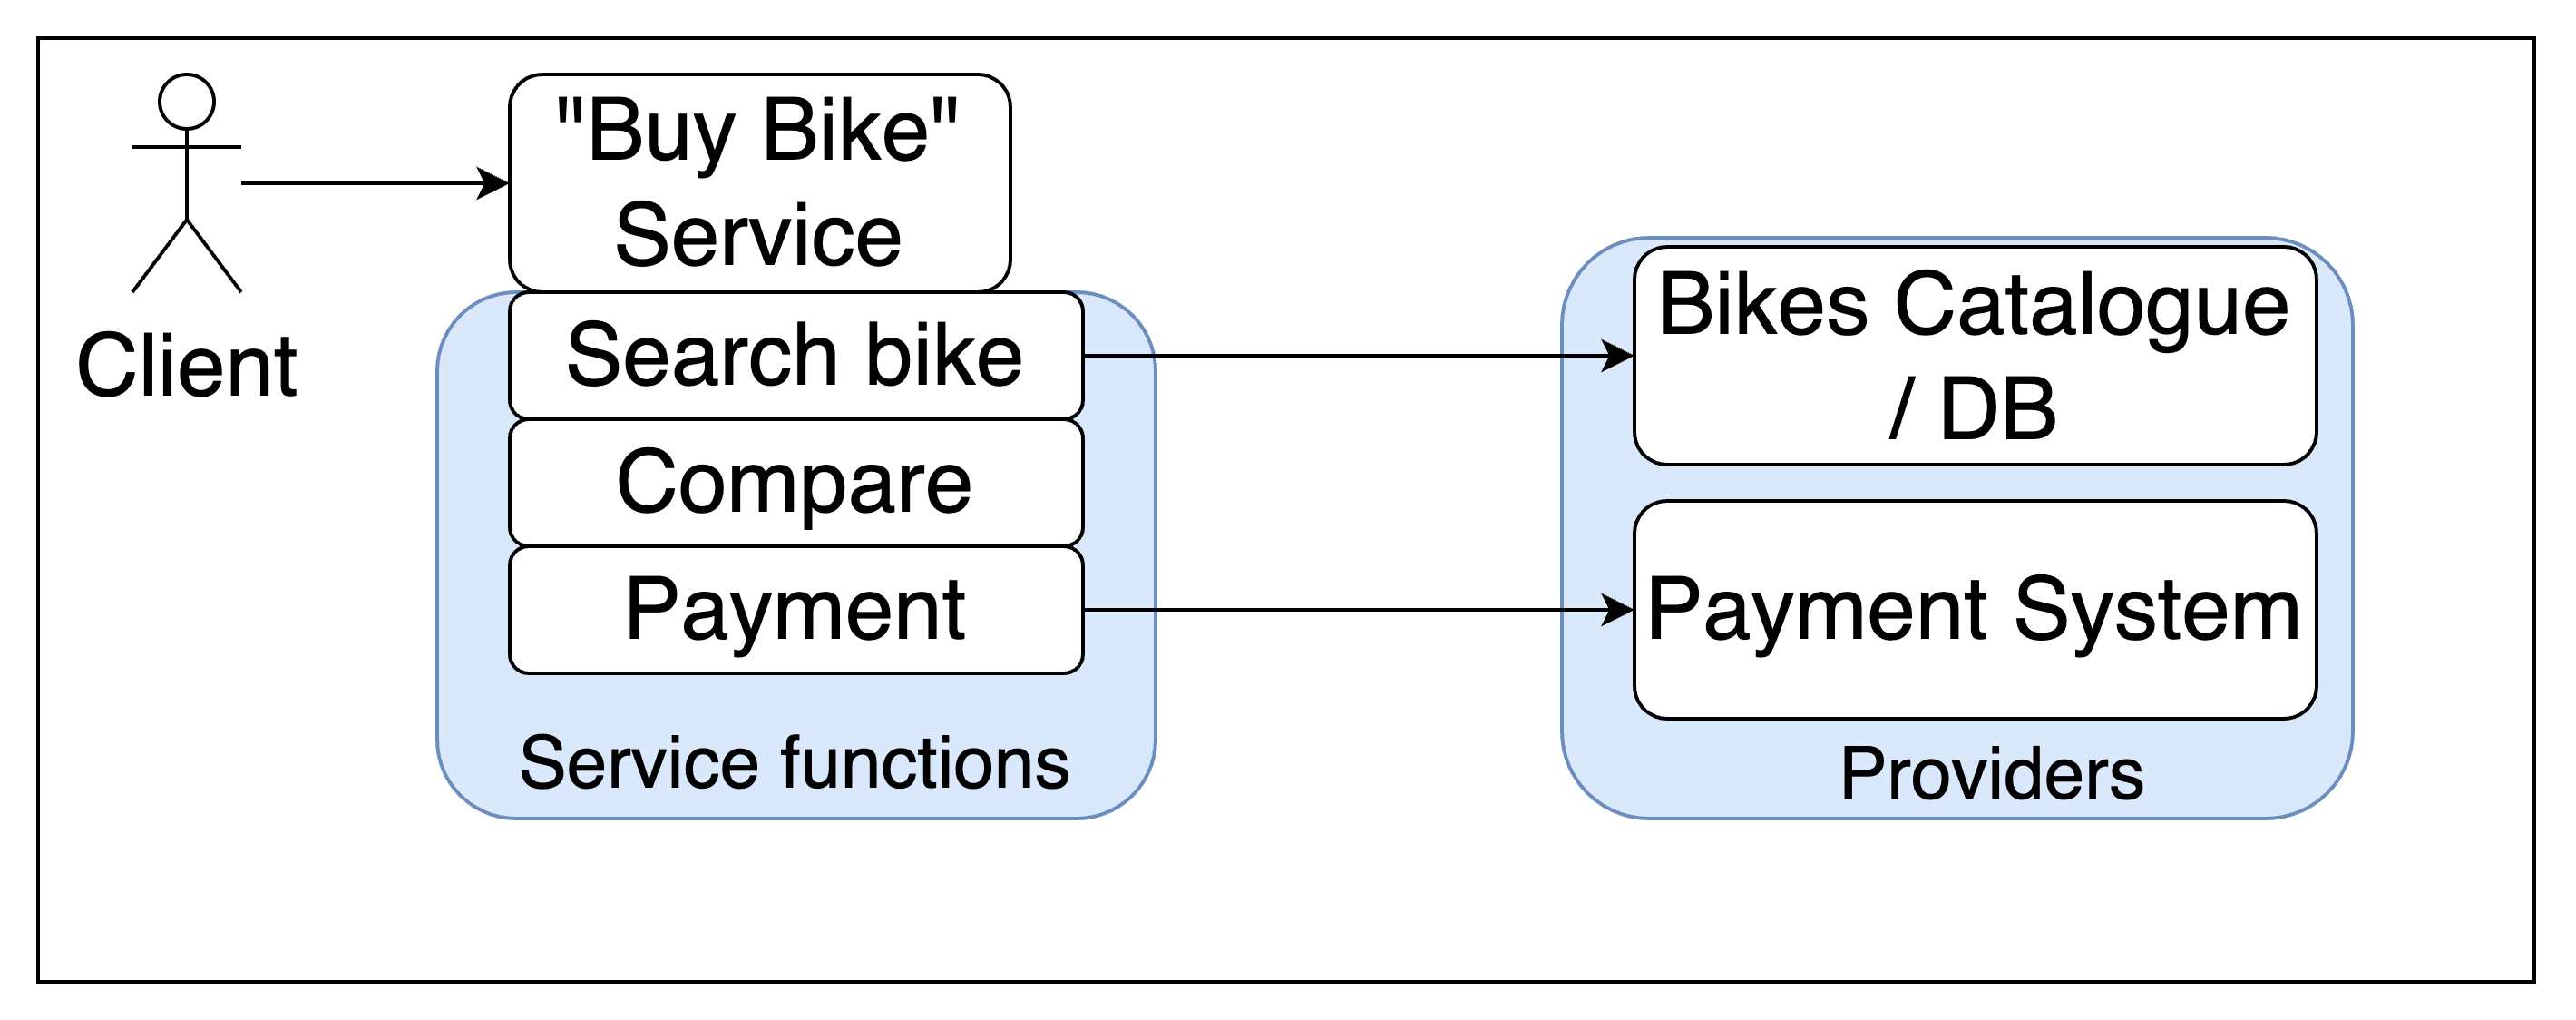 "Buy Bike"
Service
Client
Search bike
Compare
Payment
Service functions
Bikes Catalogue
/ DB
Payment System
Providers